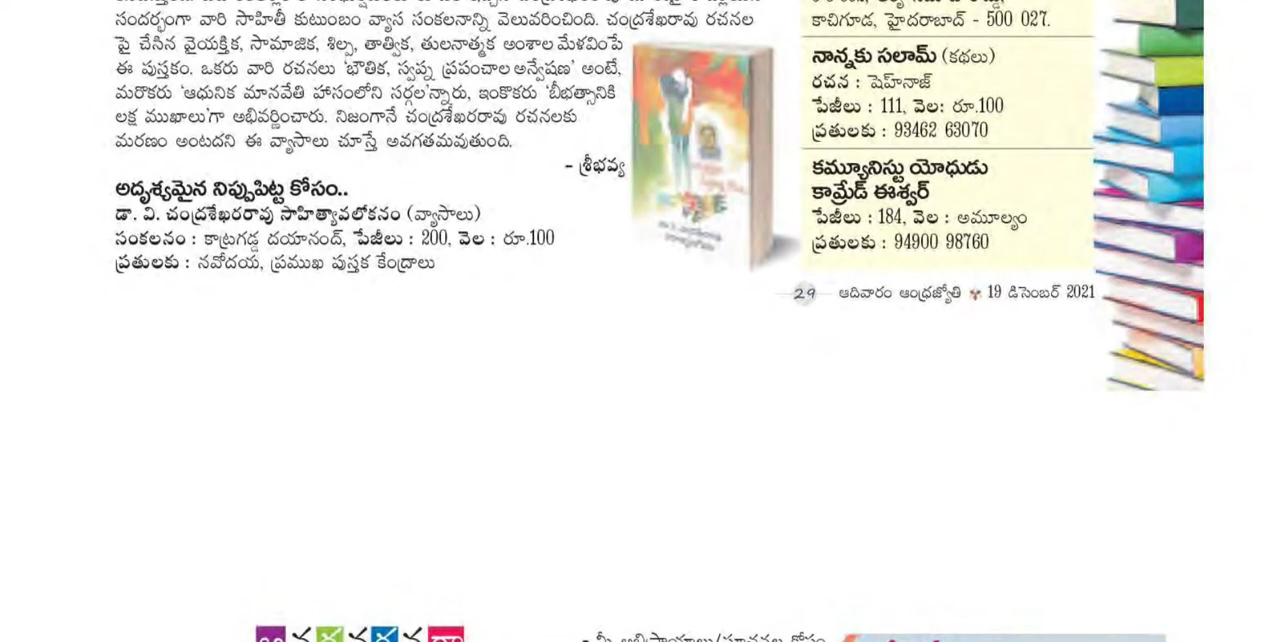 సందర్భంగా వారి సాహితీ కుటుంబం వ్యాస సంకలనాన్ని వెలువరించింది. చంద్రశేఖరావు రచనల
పై చేసిన వైయక్తిక, సామాజిక, శిల్ప, తాత్విక, తులనాత్మక అంశాల మేళవింపే
ఈ పుస్తకం. ఒకరు వారి రచనలు ‘భౌతిక, స్వప్న ప్రపంచాల అన్వేషణ’ అంటే,
మరొకరు ‘ఆధునిక మానవేతి హాసంలోని సర్గల’న్నారు, ఇంకొకరు ‘బీభత్సానికి
లక్ష ముఖాలు’గా అభివర్ణించారు. నిజంగానే చంద్రశేఖరరావు రచనలకు
మరణం అంటదని ఈ వ్యాసాలు చూస్తే అవగతమవుతుంది.
- శ్రీభవ్య
అదృశ్యమైన నిప్పుపిట్ట కోసం..
డా. వి. చంద్రశేఖరరావు సాహిత్యావలోకనం (వ్యాసాలు)
సంకలనం : కాట్రగడ్డ దయానంద్, పేజీలు : 200, వెల : రూ.100
ప్రతులకు : నవోదయ, ప్రముఖ పుస్తక కేంద్రాలు
కాచిగూడ, హైదరాబాద్ - 500 027.
నాన్నకు సలామ్ (కథలు)
రచన : షెహ్‌నాజ్
పేజీలు : 111, వెల: రూ.100
ప్రతులకు : 93462 63070
కమ్యూనిస్టు యోధుడు
కామ్రేడ్ ఈశ్వర్
పేజీలు : 184, వెల : అమూల్యం
ప్రతులకు : 94900 98760
29 ఆదివారం ఆంధ్రజ్యోతి 19 డిసెంబర్ 2021